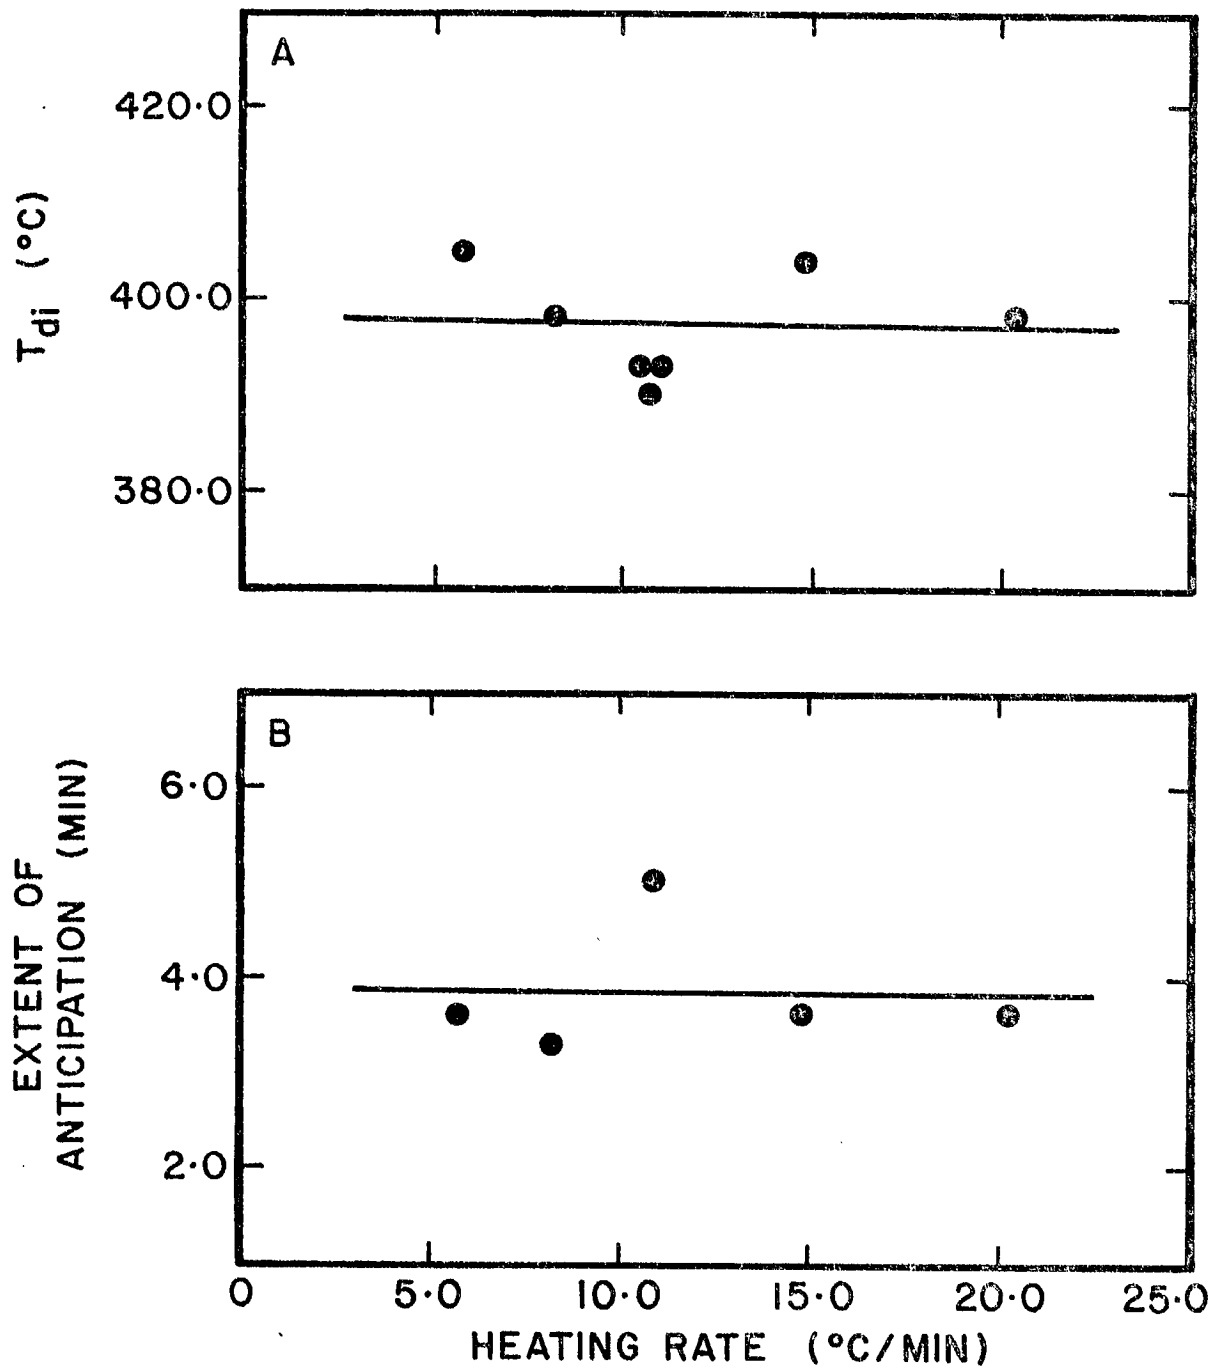 A
420·0
400·0
380·0
T_di (°C)
B
6·0
4·0
2·0
EXTENT OF
ANTICIPATION (MIN)
0 5·0 10·0 15·0 20·0 25·0
HEATING RATE (°C/MIN)